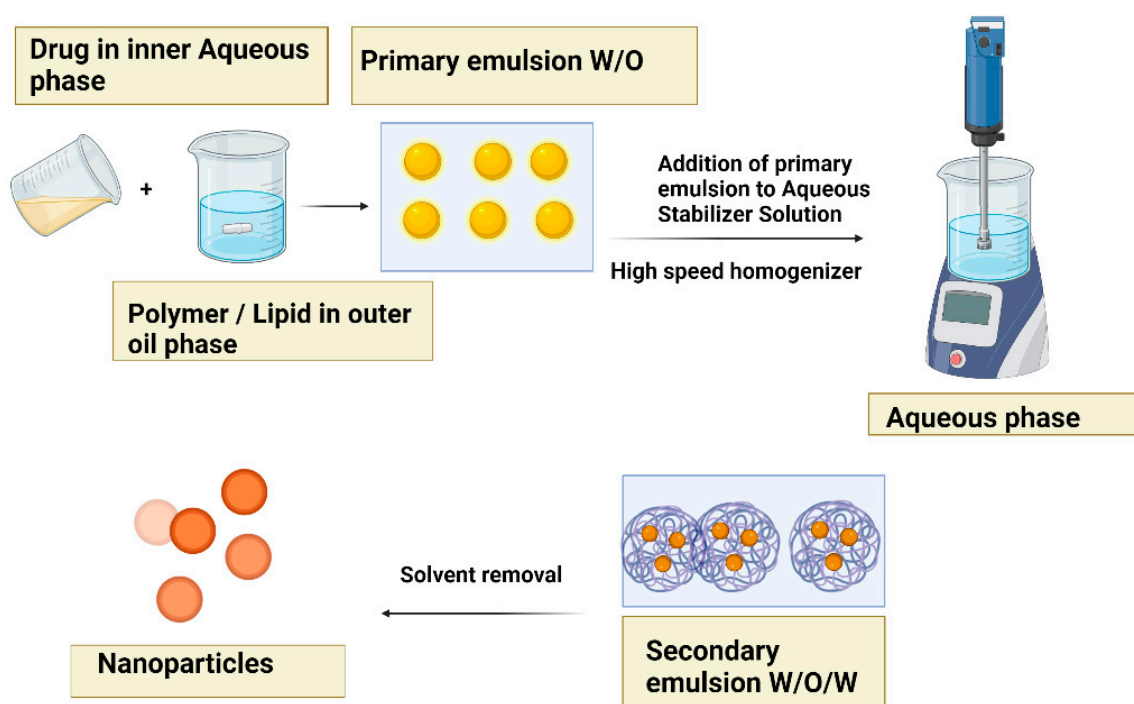 Drug in inner Aqueous
phase
Primary emulsion W/O
+
Polymer / Lipid in outer
oil phase
Addition of primary
emulsion to Aqueous
Stabilizer Solution
High speed homogenizer
Aqueous phase
Secondary
emulsion W/O/W
Solvent removal
Nanoparticles